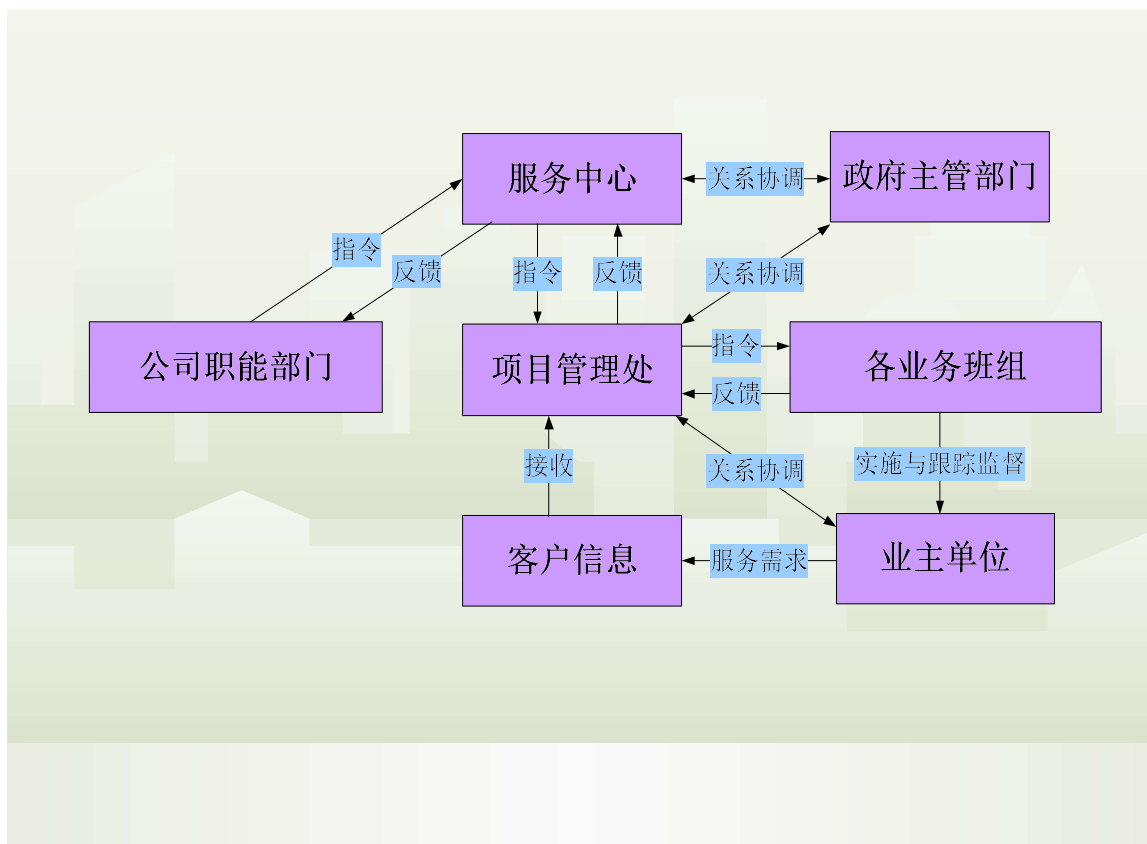 服务中心
关系协调
政府主管部门
指令
反馈
指令
反馈
关系协调
公司职能部门
项目管理处
指令
反馈
各业务班组
接收
关系协调
实施与跟踪监督
客户信息
服务需求
业主单位